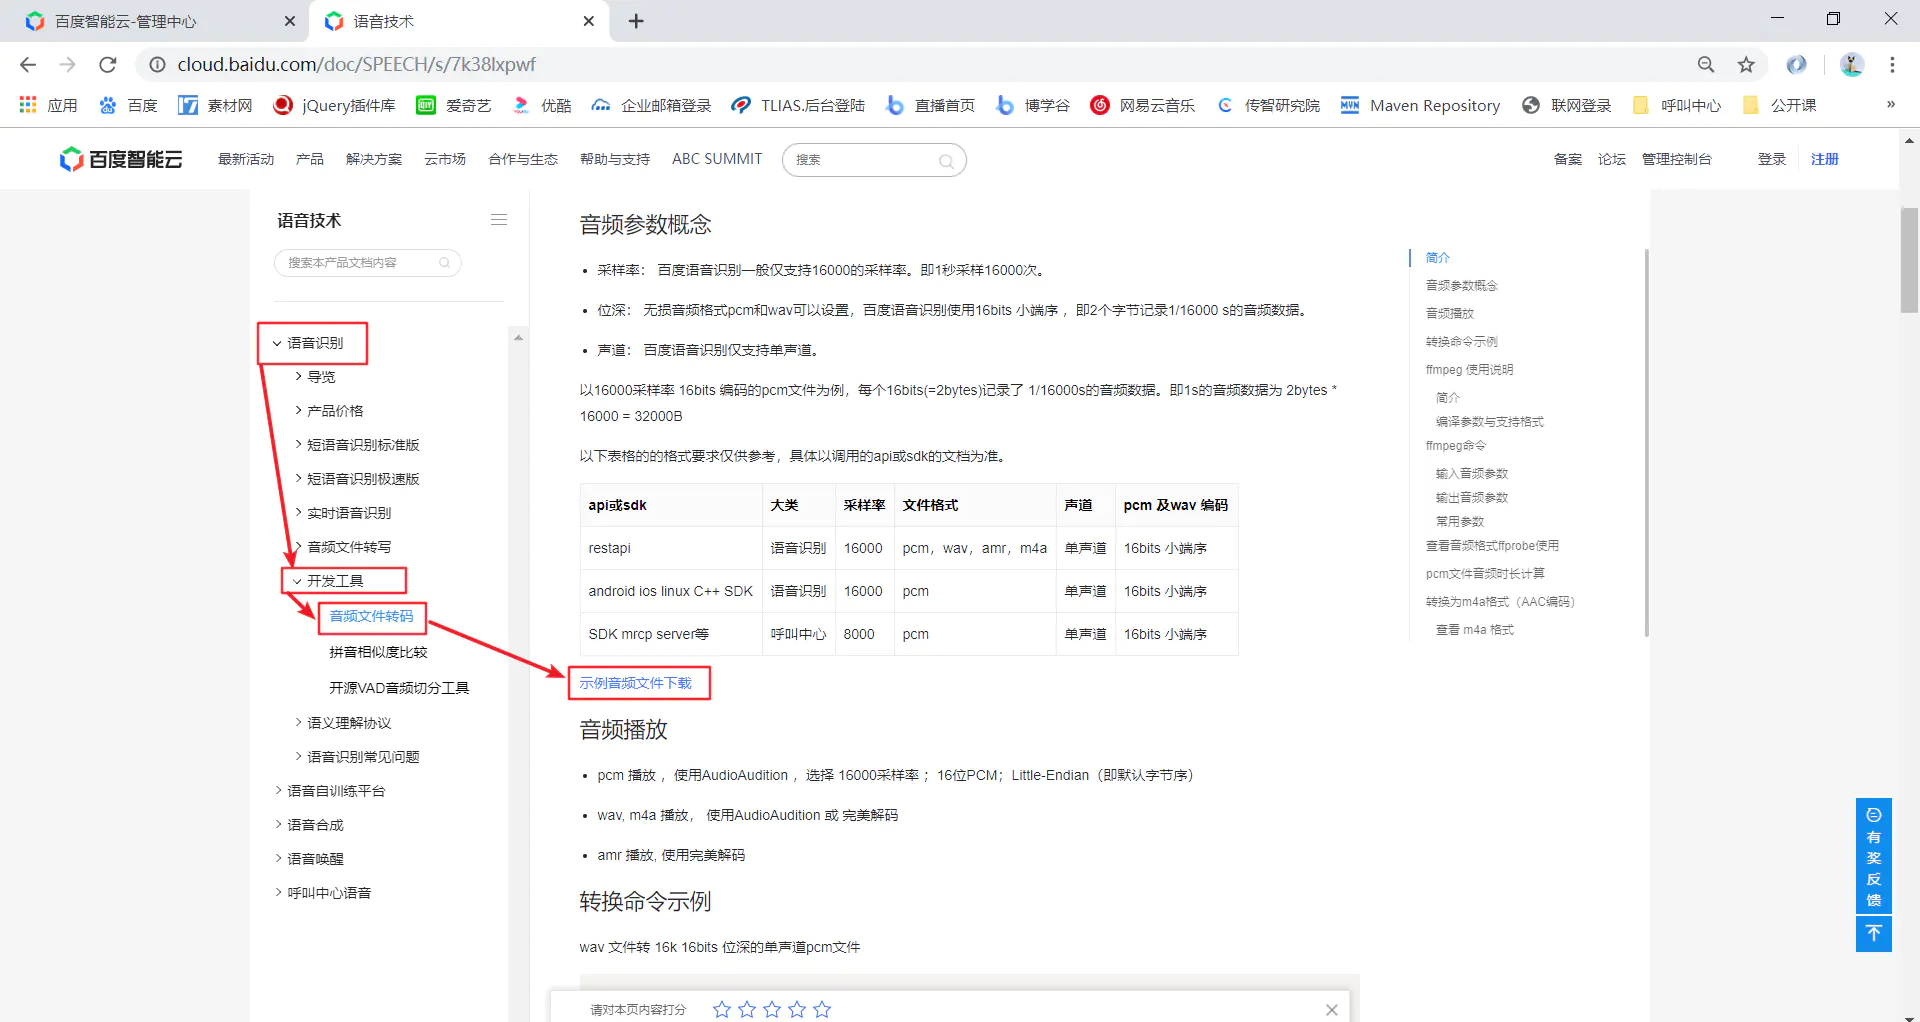 百度智能云-管理中心
语音技术
cloud.baidu.com/doc/SPEECH/s/7k38lxpwf
应用 百度 素材网 jQuery插件库 爱奇艺 优酷 企业邮箱登录 TLIAS.后台登陆 直播首页 博学谷 网易云音乐 传智研究院 Maven Repository 联网登录 呼叫中心 公开课 »
百度智能云 最新活动 产品 解决方案 云市场 合作与生态 帮助与支持 ABC SUMMIT 搜索 备案 论坛 管理控制台 登录 注册
语音技术
搜索本产品文档内容
语音识别
导览
产品价格
短语音识别标准版
短语音识别极速版
实时语音识别
音频文件转写
开发工具
音频文件转码
拼音相似度比较
开源VAD音频切分工具
语义理解协议
语音识别常见问题
语音自训练平台
语音合成
语音唤醒
呼叫中心语音
音频参数概念
• 采样率： 百度语音识别一般仅支持16000的采样率。即1秒采样16000次。
• 位深： 无损音频格式pcm和wav可以设置，百度语音识别使用16bits 小端序 ，即2个字节记录1/16000 s的音频数据。
• 声道： 百度语音识别仅支持单声道。
以16000采样率 16bits 编码的pcm文件为例，每个16bits(=2bytes)记录了 1/16000s的音频数据。即1s的音频数据为 2bytes *
16000 = 32000B
以下表格的的格式要求仅供参考，具体以调用的api或sdk的文档为准。
api或sdk 大类 采样率 文件格式 声道 pcm 及wav 编码
restapi 语音识别 16000 pcm，wav，amr，m4a 单声道 16bits 小端序
android ios linux C++ SDK 语音识别 16000 pcm 单声道 16bits 小端序
SDK mrcp server等 呼叫中心 8000 pcm 单声道 16bits 小端序
示例音频文件下载
音频播放
• pcm 播放 ，使用AudioAudition ，选择 16000采样率 ；16位PCM；Little-Endian（即默认字节序）
• wav, m4a 播放， 使用AudioAudition 或 完美解码
• amr 播放, 使用完美解码
转换命令示例
wav 文件转 16k 16bits 位深的单声道pcm文件
请对本页内容打分
简介
音频参数概念
音频播放
转换命令示例
ffmpeg 使用说明
简介
编译参数与支持格式
ffmpeg命令
输入音频参数
输出音频参数
常用参数
查看音频格式ffprobe使用
pcm文件音频时长计算
转换为m4a格式（AAC编码）
查看 m4a 格式
有
奖
反
馈